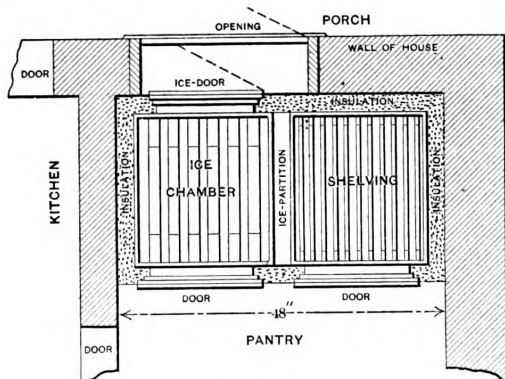 PORCH
OPENING
WALL OF HOUSE
DOOR
ICE-DOOR
INSULATION
KITCHEN
INSULATION
ICE
CHAMBER
ICE-PARTITION
SHELVING
INSULATION
DOOR
DOOR
48"
DOOR
PANTRY